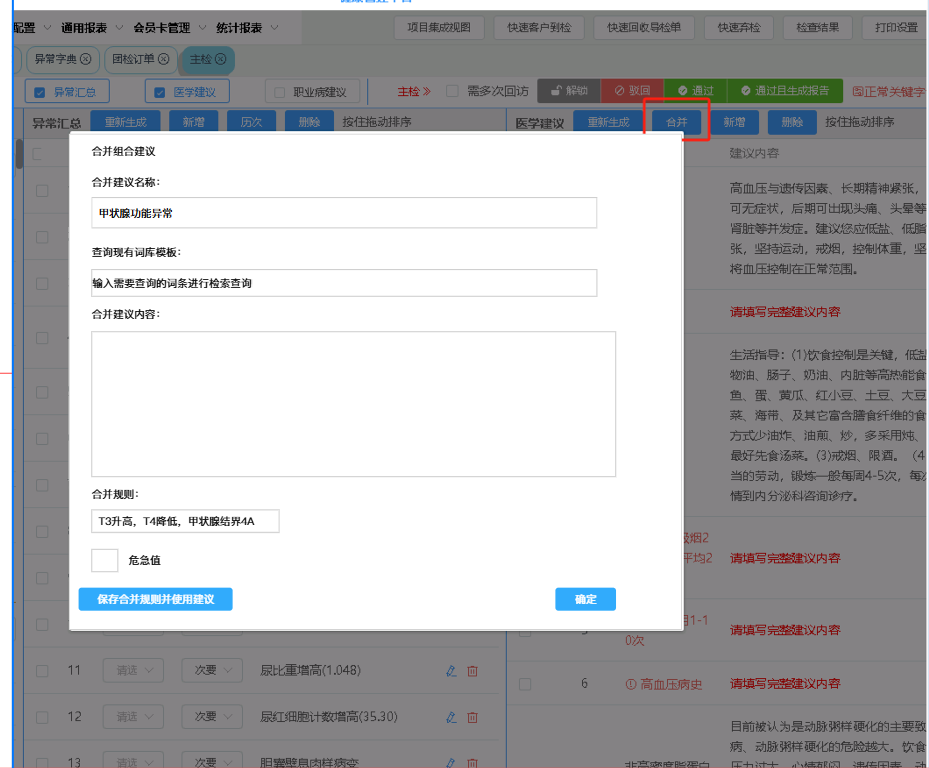 配置 通用报表 会员卡管理 统计报表 项目集成视图 快速客户到检 快速回收导检单 快速弃检 检查结果 打印设置
异常字典 团检订单 主检
异常汇总 医学建议 职业病建议 主检 需多次回访 解锁 驳回 通过 通过且生成报告 正常关键字
异常汇总 重新生成 新增 历次 删除 按住拖动排序 医学建议 重新生成 合并 新增 删除 按住拖动排序
建议内容
合并组合建议
合并建议名称：
甲状腺功能异常
查询现有词库模板：
输入需要查询的词条进行检索查询
合并建议内容：
合并规则：
T3升高，T4降低，甲状腺结界4A
危急值
保存合并规则并使用建议 确定
高血压与遗传因素、长期精神紧张，
可无症状，后期可出现头痛、头晕等
肾脏等并发症。建议您应低盐、低脂
张，坚持运动，戒烟，控制体重，坚
将血压控制在正常范围。
请填写完整建议内容
生活指导：(1)饮食控制是关键，低盐
物油、肠子、奶油、内脏等高热能食
鱼、蛋、黄瓜、红小豆、土豆、大豆
菜、海带、及其它富含膳食纤维的食
方式少油炸、油煎、炒，多采用炖、
最好先食汤菜。(3)戒烟、限酒。（4
当的劳动，锻炼一般每周4-5次，每次
情到内分泌科咨询诊疗。
吸烟2
平均2 请填写完整建议内容
月1-1
0次 请填写完整建议内容
11 请选 次要 尿比重增高(1.048)
6 高血压病史 请填写完整建议内容
12 请选 次要 尿红细胞计数增高(35.30)
目前被认为是动脉粥样硬化的主要致
病、动脉粥样硬化的危险越大。饮食
13 请选 次要 胆囊壁息肉样病变
非高密度脂蛋白 压力过大、心情郁闷、遗传因素、动